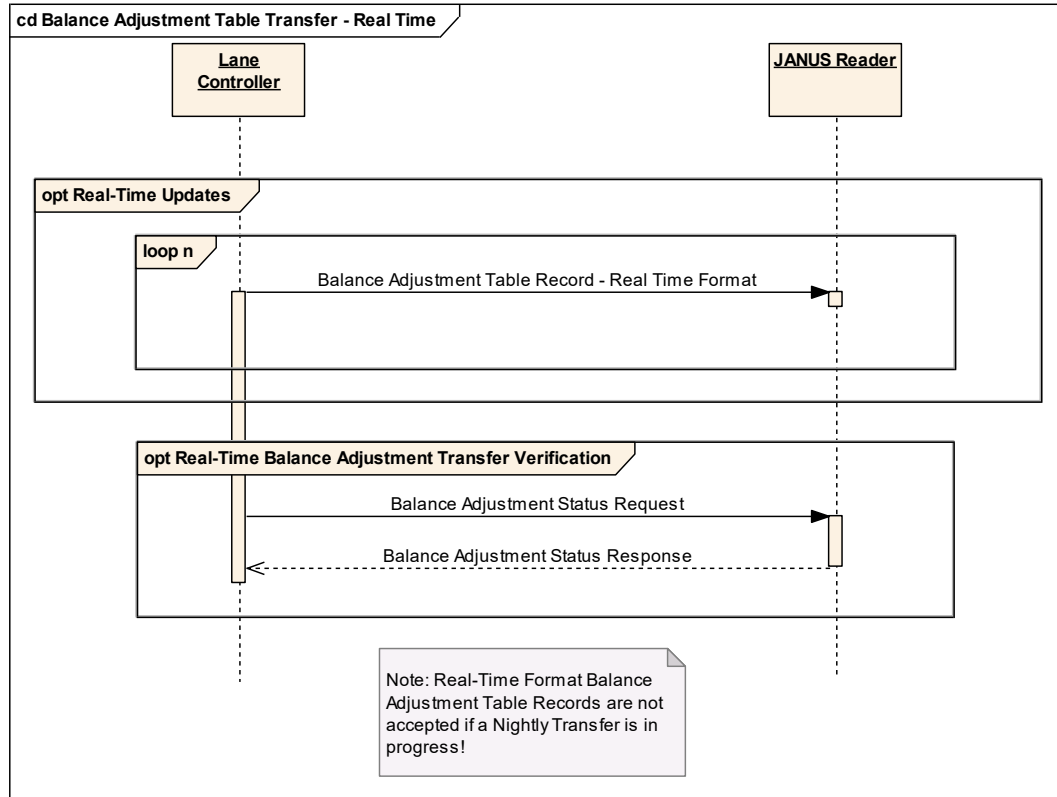 cd Balance Adjustment Table Transfer - Real Time
Lane
Controller
JANUS Reader
opt Real-Time Updates
loop n
Balance Adjustment Table Record - Real Time Format
opt Real-Time Balance Adjustment Transfer Verification
Balance Adjustment Status Request
Balance Adjustment Status Response
Note: Real-Time Format Balance
Adjustment Table Records are not
accepted if a Nightly Transfer is in
progress!